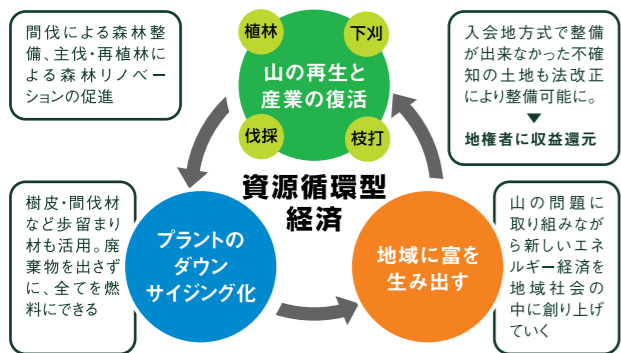 間伐による森林整
備、主伐・再植林に
よる森林リノベー
ションの促進
植林
下刈
山の再生と
産業の復活
伐採
枝打
入会地方式で整備
が出来なかった不確
知の土地も法改正
により整備可能に。
▼
地権者に収益還元
資源循環型
経済
樹皮・間伐材
など歩留まり
材も活用。廃
棄物を出さず
に、全てを燃
料にできる
プラントの
ダウン
サイジング化
地域に富を
生み出す
山の問題に
取り組みなが
ら新しいエネ
ルギー経済を
地域社会の
中に創り上げ
ていく